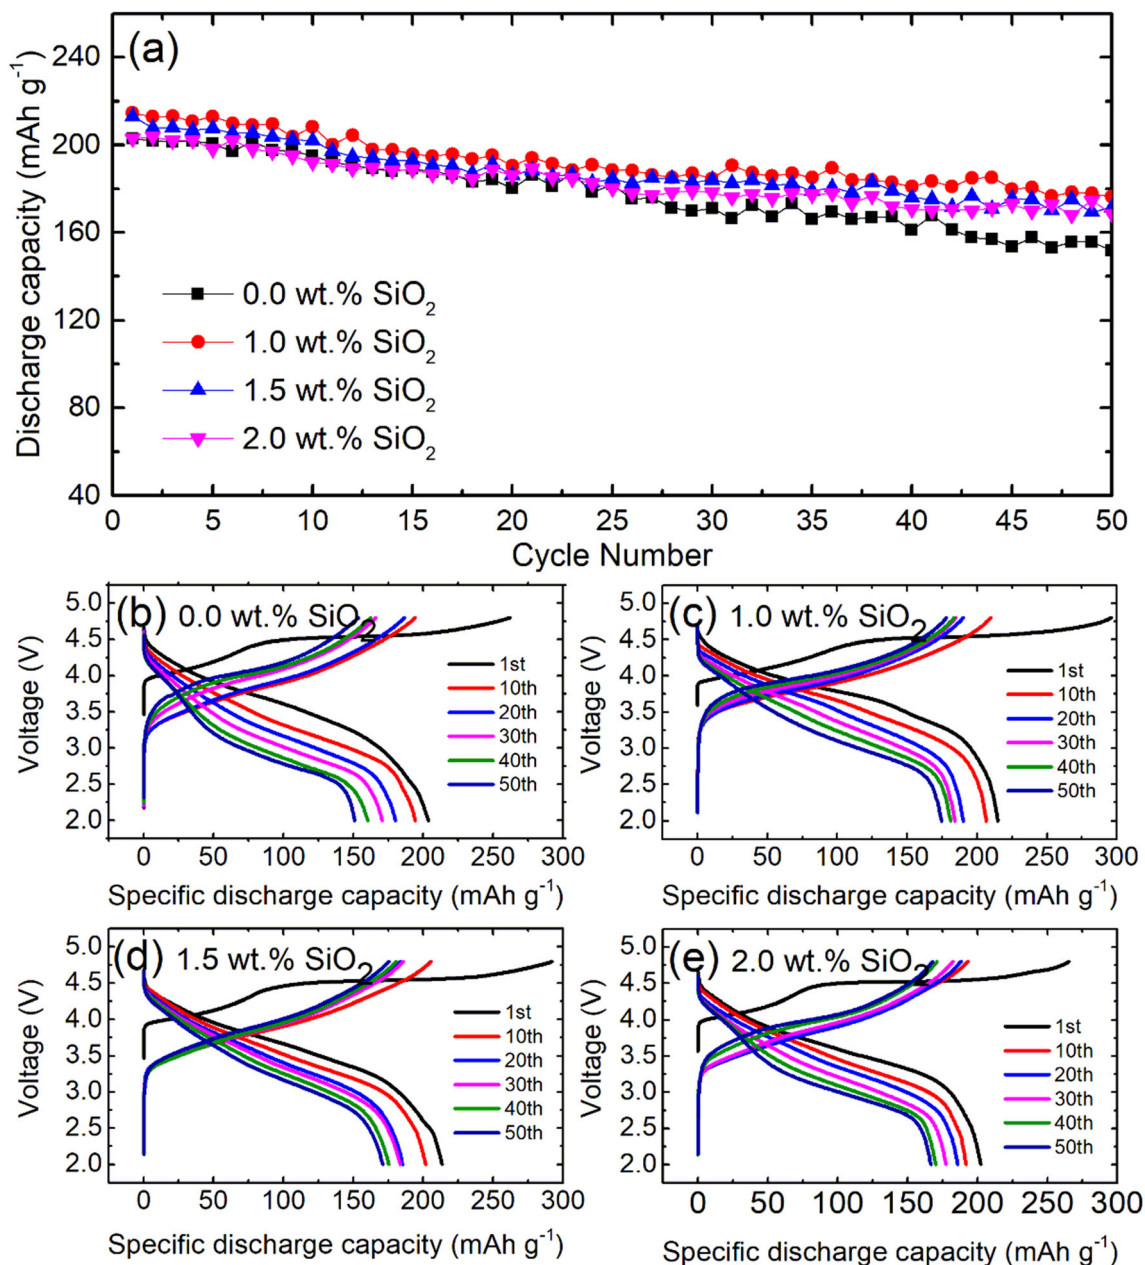 (a)
Discharge capacity (mAh g⁻¹)
240
200
160
120
80
40
0.0 wt.% SiO₂
1.0 wt.% SiO₂
1.5 wt.% SiO₂
2.0 wt.% SiO₂
0 5 10 15 20 25 30 35 40 45 50
Cycle Number
(b) 0.0 wt.% SiO₂
Voltage (V)
5.0
4.5
4.0
3.5
3.0
2.5
2.0
1st
10th
20th
30th
40th
50th
0 50 100 150 200 250 300
Specific discharge capacity (mAh g⁻¹)
(c) 1.0 wt.% SiO₂
Voltage (V)
5.0
4.5
4.0
3.5
3.0
2.5
2.0
1st
10th
20th
30th
40th
50th
0 50 100 150 200 250 300
Specific discharge capacity (mAh g⁻¹)
(d) 1.5 wt.% SiO₂
Voltage (V)
5.0
4.5
4.0
3.5
3.0
2.5
2.0
1st
10th
20th
30th
40th
50th
0 50 100 150 200 250 300
Specific discharge capacity (mAh g⁻¹)
(e) 2.0 wt.% SiO₂
Voltage (V)
5.0
4.5
4.0
3.5
3.0
2.5
2.0
1st
10th
20th
30th
40th
50th
0 50 100 150 200 250 300
Specific discharge capacity (mAh g⁻¹)